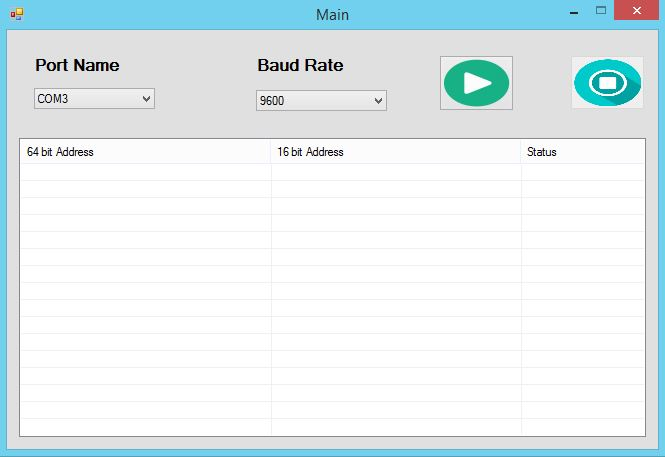 Main
Port Name
Baud Rate
COM3
9600
64 bit Address
16 bit Address
Status